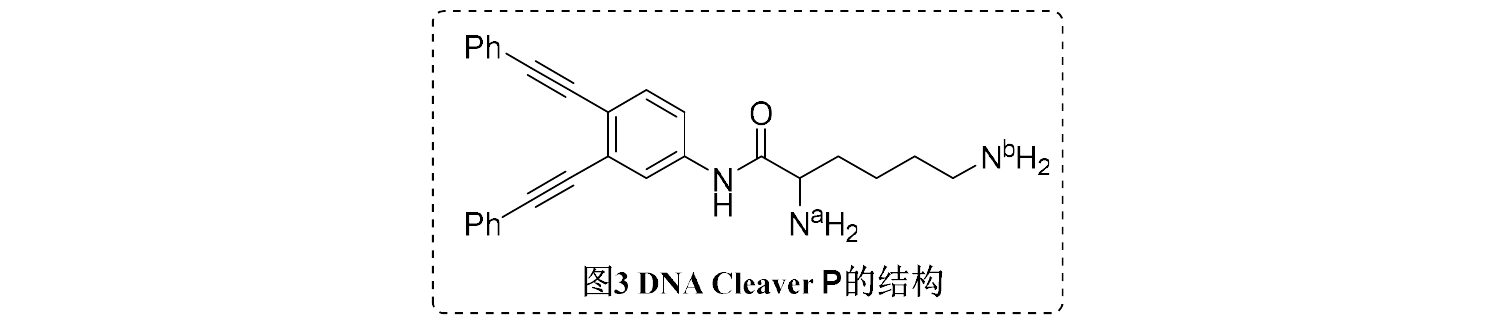 Ph
O
NᵇH₂
N
H
NᵃH₂
Ph
图3 DNA Cleaver P的结构